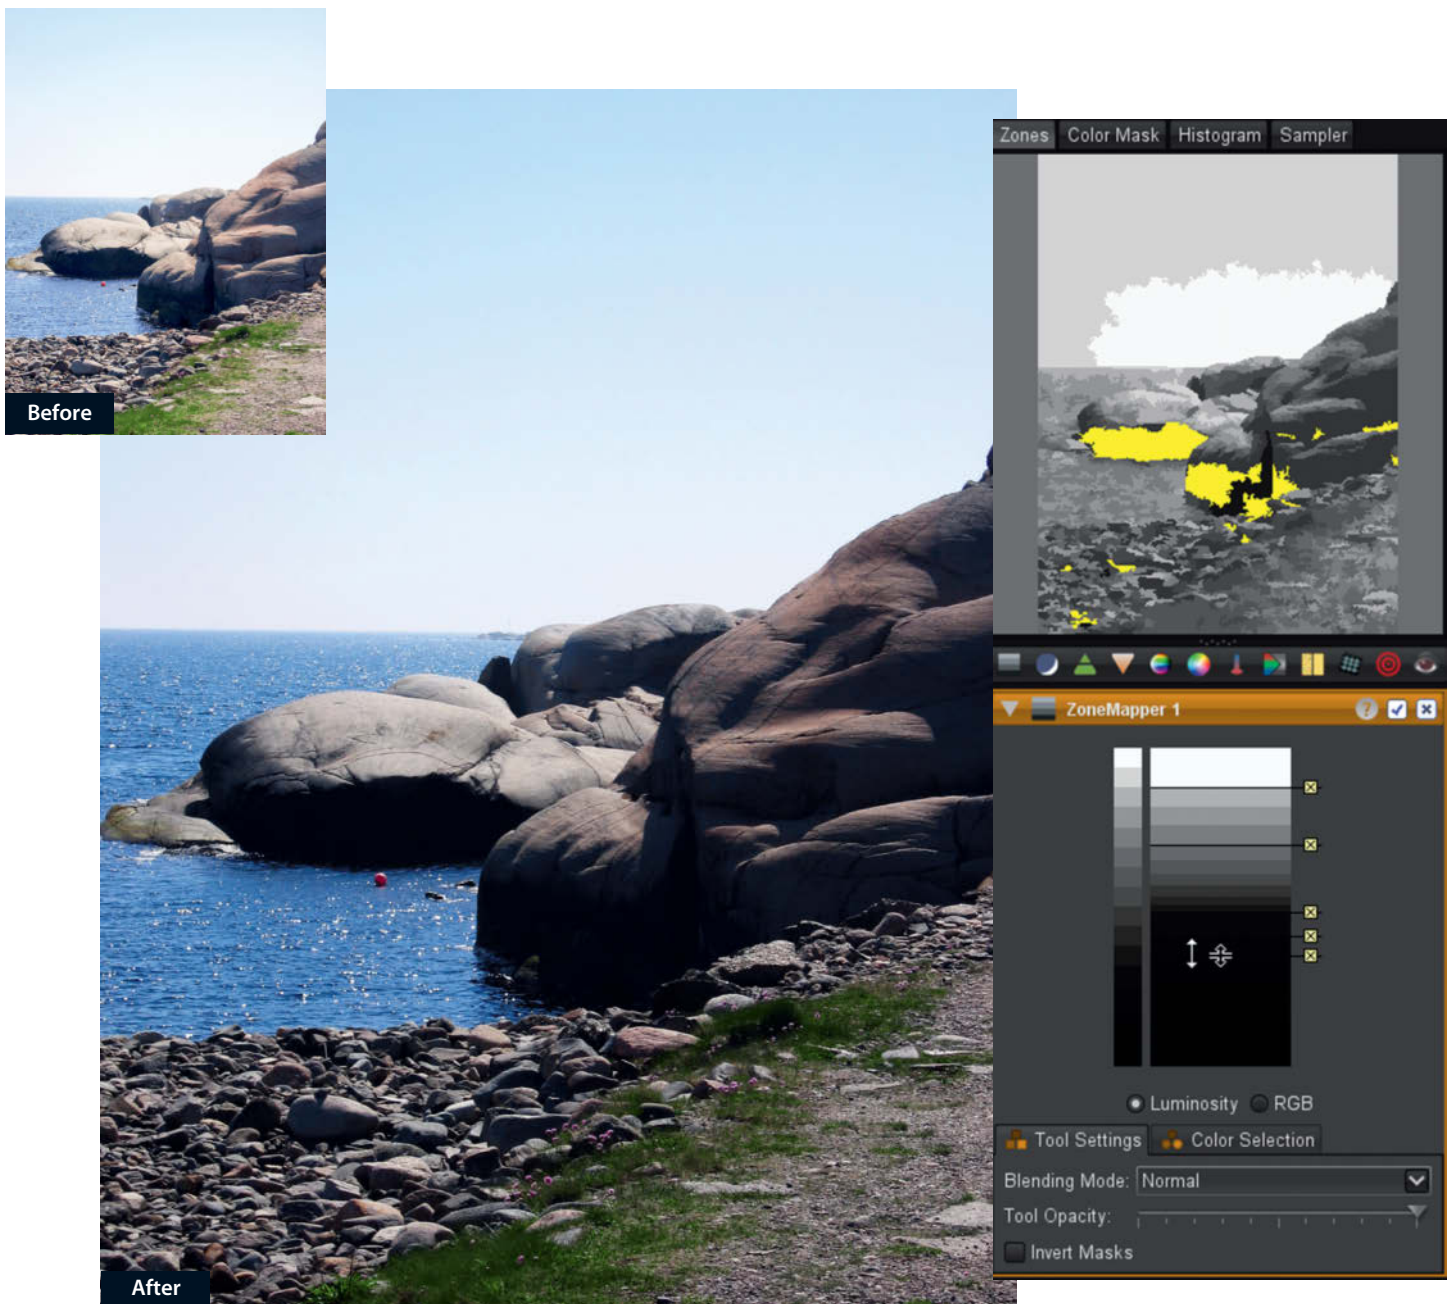 Before
After
Zones Color Mask Histogram Sampler
ZoneMapper 1
Luminosity RGB
Tool Settings Color Selection
Blending Mode: Normal
Tool Opacity:
Invert Masks